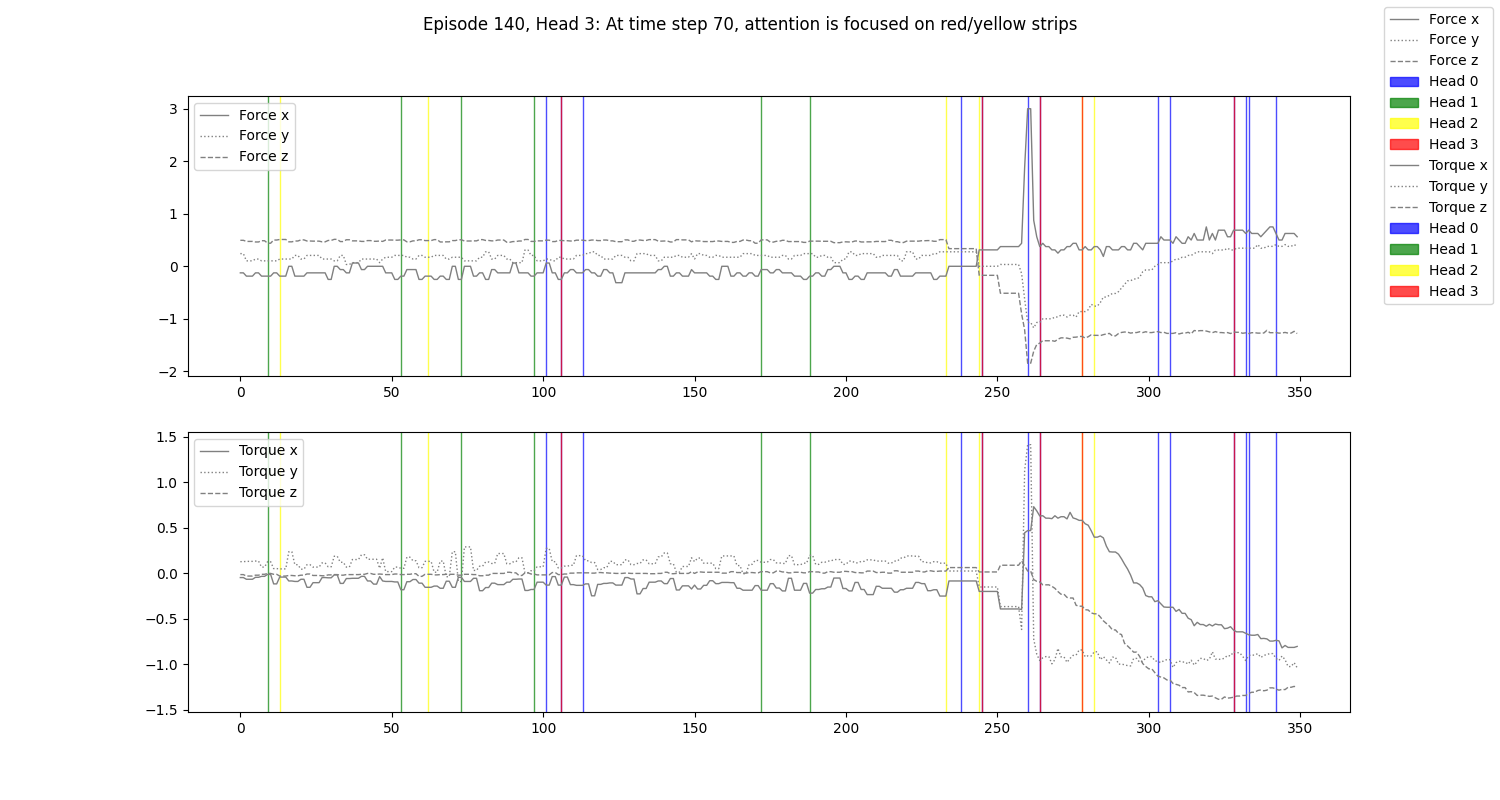 Episode 140, Head 3: At time step 70, attention is focused on red/yellow strips
Force x
Force y
Force z
Head 0
Head 1
Head 2
Head 3
Torque x
Torque y
Torque z
Head 0
Head 1
Head 2
Head 3
Force x
Force y
Force z
3
2
1
0
−1
−2
0 50 100 150 200 250 300 350
Torque x
Torque y
Torque z
1.5
1.0
0.5
0.0
−0.5
−1.0
−1.5
0 50 100 150 200 250 300 350